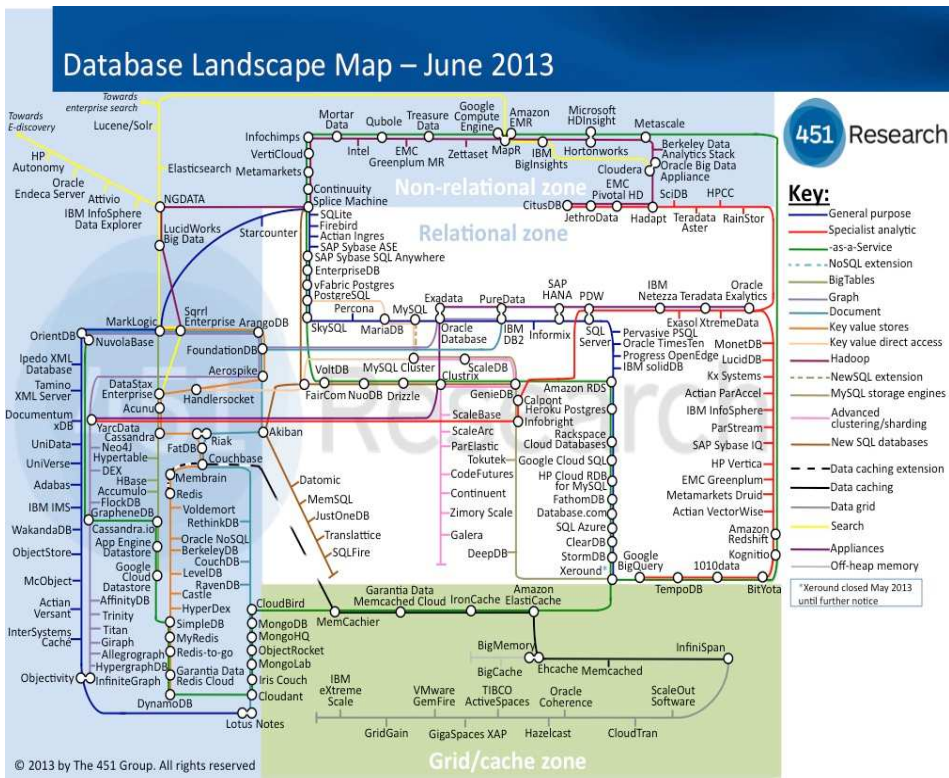 Database Landscape Map – June 2013
451 Research
Towards
E-discovery
Towards
enterprise search
Lucene/Solr
HP
Autonomy
Oracle
Endeca Server
Attivio
IBM InfoSphere
Data Explorer
Elasticsearch
NGDATA
LucidWorks
Big Data
Starcounter
Infochimps
VertiCloud
Metamarkets
Continuuity
Splice Machine
Mortar
Data
Intel
Qubole
EMC
Greenplum MR
Treasure
Data
Zettaset
Google
Compute
Engine
MapR
Amazon
EMR
IBM
BigInsights
Microsoft
HDInsight
Hortonworks
Metascale
Berkeley Data
Analytics Stack
Oracle Big Data
Appliance
Cloudera
Non-relational zone
CitusDB
JethroData
EMC
Pivotal HD
Hadapt
SciDB
Teradata
Aster
HPCC
RainStor
Relational zone
SQLite
Firebird
Actian Ingres
SAP Sybase ASE
SAP Sybase SQL Anywhere
EnterpriseDB
vFabric Postgres
PostgreSQL
SkySQL
Percona
MariaDB
MySQL
Exadata
Oracle
Database
PureData
IBM
DB2
SAP
HANA
Informix
PDW
SQL
Server
IBM
Netezza
Exasol
Teradata
XtremeData
Oracle
Exalytics
Pervasive PSQL
Oracle TimesTen
Progress OpenEdge
IBM solidDB
MonetDB
LucidDB
Kx Systems
Actian ParAccel
IBM InfoSphere
ParStream
SAP Sybase IQ
HP Vertica
EMC Greenplum
Metamarkets Druid
Actian VectorWise
Amazon
Redshift
Kognitio
BitYota
1010data
TempoDB
Google
BigQuery
MarkLogic
Sqrrl
Enterprise
ArangoDB
OrientDB
NuvolaBase
FoundationDB
Ipedo XML
Database
Tamino
XML Server
Documentum
xDB
UniData
UniVerse
Adabas
IBM IMS
WakandaDB
ObjectStore
McObject
Actian
Versant
InterSystems
Caché
Objectivity
Aerospike
DataStax
Enterprise
Handlersocket
Acunu
YarcData
Cassandra
Neo4J
Hypertable
DEX
HBase
Accumulo
FlockDB
GrapheneDB
Cassandra.io
App Engine
Datastore
Google
Cloud
Datastore
AffinityDB
Trinity
Titan
Giraph
Allegrograph
HypergraphDB
InfiniteGraph
Riak
FatDB
Couchbase
Akiban
Membrain
Redis
Voldemort
RethinkDB
Oracle NoSQL
BerkeleyDB
CouchDB
LevelDB
RavenDB
Castle
HyperDex
CloudBird
SimpleDB
MyRedis
Redis-to-go
Garantia Data
Redis Cloud
DynamoDB
MongoDB
MongoHQ
ObjectRocket
MongoLab
Iris Couch
Cloudant
Lotus Notes
VoltDB
MySQL Cluster
ScaleDB
Clustrix
FairCom
NuoDB
Drizzle
GenieDB
Calpont
Infobright
ScaleBase
ScaleArc
ParElastic
Tokutek
CodeFutures
Continuent
Zimory Scale
Galera
DeepDB
Datomic
MemSQL
JustOneDB
Translattice
SQLFire
Amazon RDS
Heroku Postgres
Rackspace
Cloud Databases
Google Cloud SQL
HP Cloud RDB
for MySQL
FathomDB
Database.com
SQL Azure
ClearDB
StormDB
Xeround*
MemCachier
Garantia Data
Memcached Cloud
IronCache
Amazon
ElastiCache
BigMemory
BigCache
Ehcache
Memcached
InfiniSpan
IBM
eXtreme
Scale
GridGain
VMware
GemFire
GigaSpaces XAP
TIBCO
ActiveSpaces
Oracle
Coherence
Hazelcast
CloudTran
ScaleOut
Software
Grid/cache zone
Key:
General purpose
Specialist analytic
-as-a-Service
NoSQL extension
BigTables
Graph
Document
Key value stores
Key value direct access
Hadoop
NewSQL extension
MySQL storage engines
Advanced
clustering/sharding
New SQL databases
Data caching extension
Data caching
Data grid
Search
Appliances
Off-heap memory
*Xeround closed May 2013
until further notice
© 2013 by The 451 Group. All rights reserved
451 Research